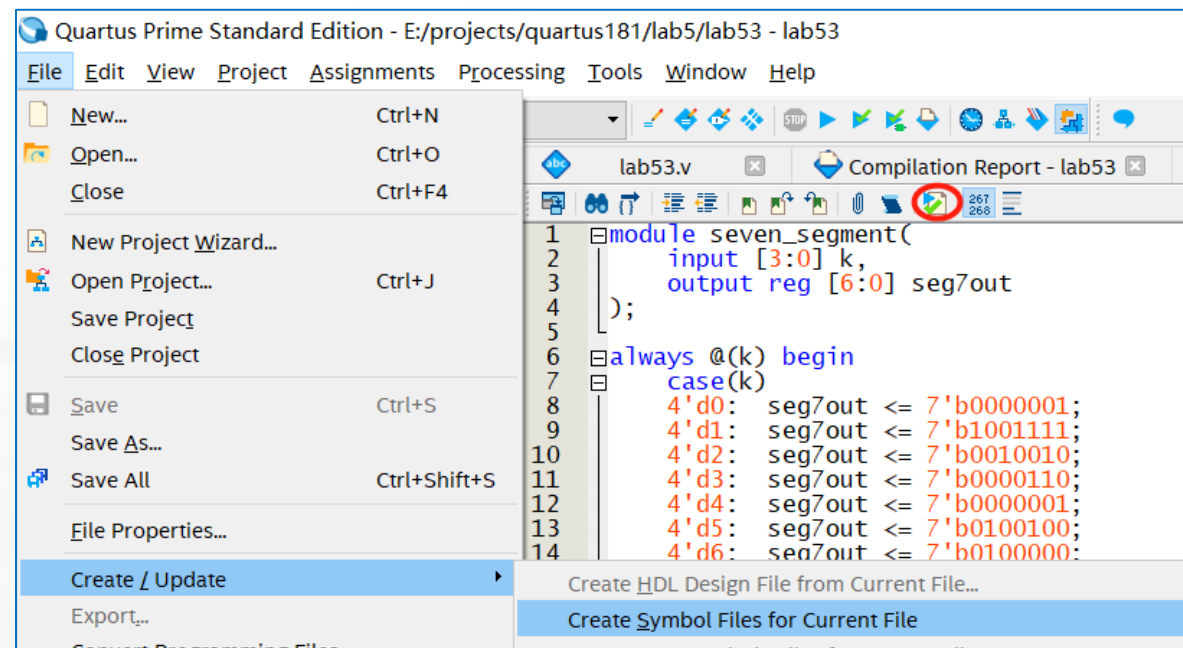 Quartus Prime Standard Edition - E:/projects/quartus181/lab5/lab53 - lab53
File Edit View Project Assignments Processing Tools Window Help
New... Ctrl+N
Open... Ctrl+O
Close Ctrl+F4
New Project Wizard...
Open Project... Ctrl+J
Save Project
Close Project
Save Ctrl+S
Save As...
Save All Ctrl+Shift+S
File Properties...
Create / Update
Export...
STOP
abc lab53.v Compilation Report - lab53
267
268
1 module seven_segment(
2 input [3:0] k,
3 output reg [6:0] seg7out
4 );
5
6 always @(k) begin
7 case(k)
8 4'd0: seg7out <= 7'b0000001;
9 4'd1: seg7out <= 7'b1001111;
10 4'd2: seg7out <= 7'b0010010;
11 4'd3: seg7out <= 7'b0000110;
12 4'd4: seg7out <= 7'b0000001;
13 4'd5: seg7out <= 7'b0100100;
14 4'd6: seg7out <= 7'b0100000;
Create HDL Design File from Current File...
Create Symbol Files for Current File